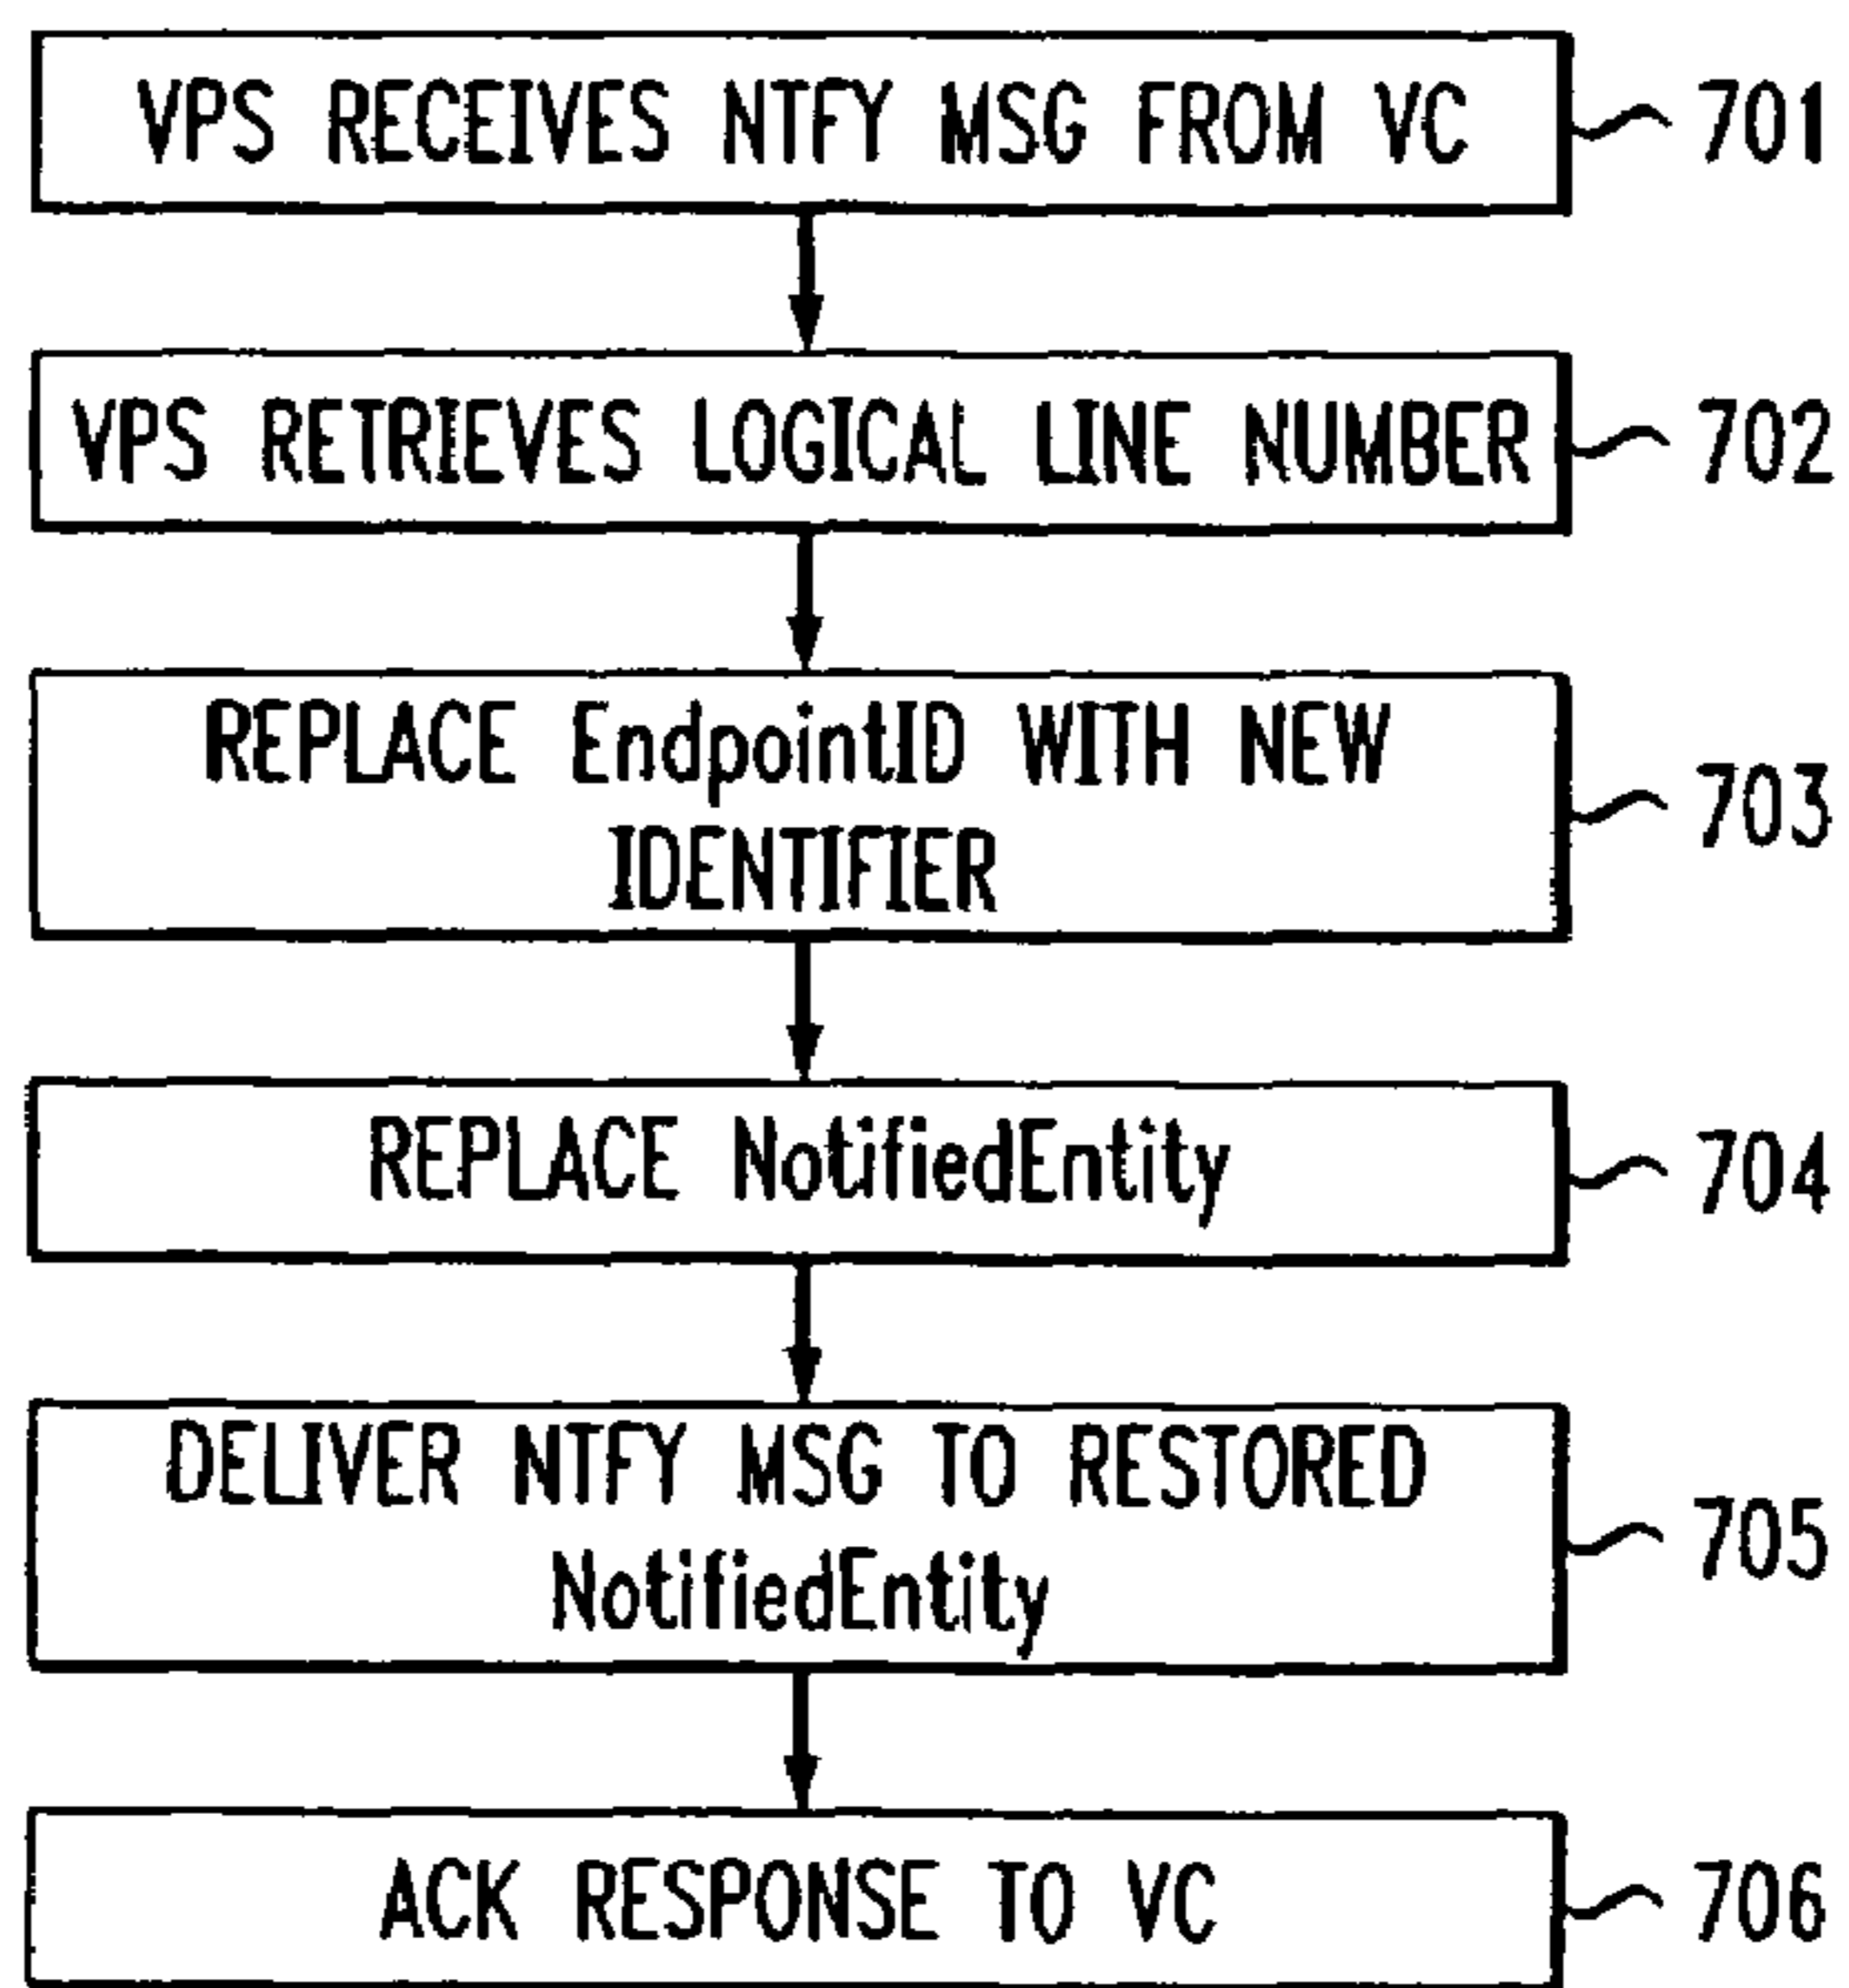 VPS RECEIVES NTFY MSG FROM VC
701
VPS RETRIEVES LOGICAL LINE NUMBER
702
REPLACE EndpointID WITH NEW
IDENTIFIER
703
REPLACE NotifiedEntity
704
DELIVER NTFY MSG TO RESTORED
NotifiedEntity
705
ACK RESPONSE TO VC
706